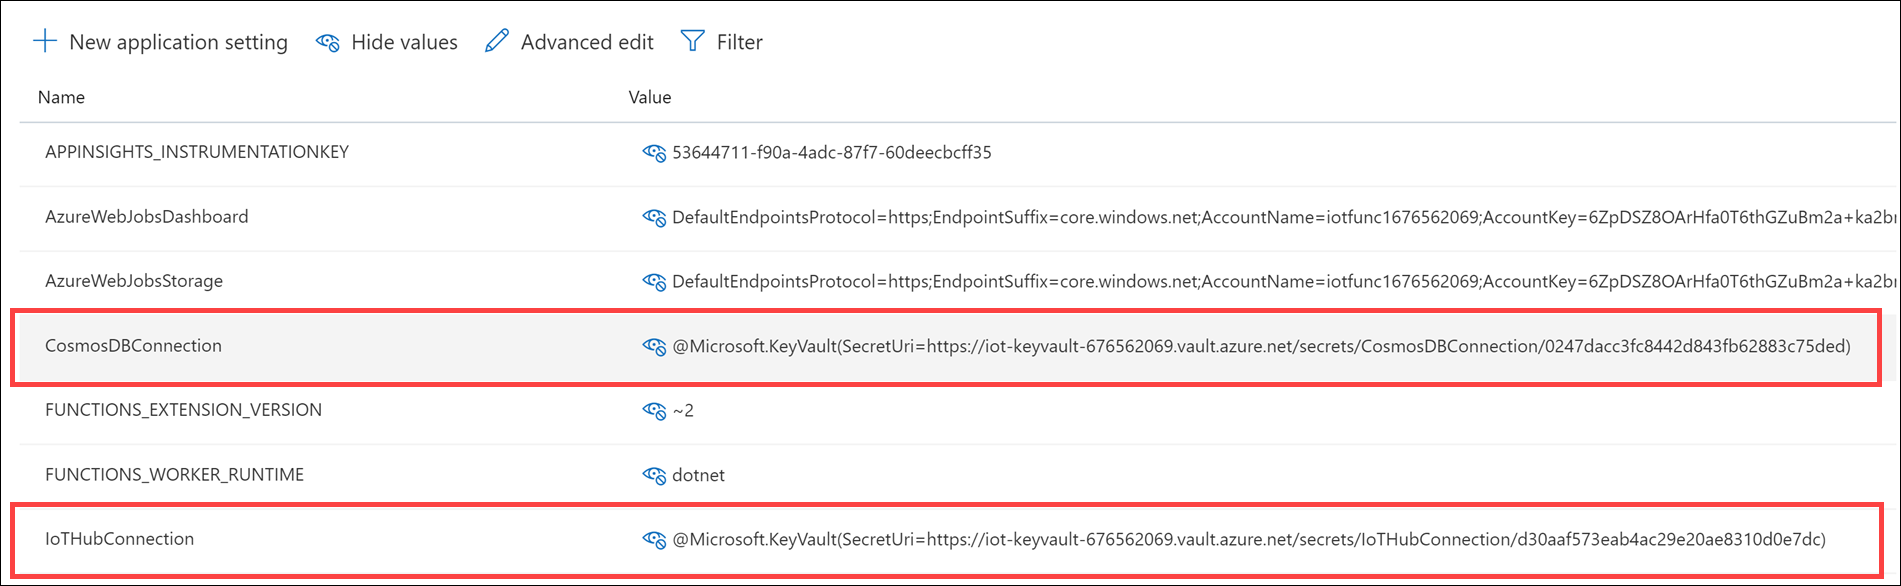 New application setting Hide values Advanced edit Filter
Name Value
APPINSIGHTS_INSTRUMENTATIONKEY 53644711-f90a-4adc-87f7-60deecbcff35
AzureWebJobsDashboard DefaultEndpointsProtocol=https;EndpointSuffix=core.windows.net;AccountName=iotfunc1676562069;AccountKey=6ZpDSZ8OArHfa0T6thGZuBm2a+ka2b
AzureWebJobsStorage DefaultEndpointsProtocol=https;EndpointSuffix=core.windows.net;AccountName=iotfunc1676562069;AccountKey=6ZpDSZ8OArHfa0T6thGZuBm2a+ka2b
CosmosDBConnection @Microsoft.KeyVault(SecretUri=https://iot-keyvault-676562069.vault.azure.net/secrets/CosmosDBConnection/0247dacc3fc8442d843fb62883c75ded)
FUNCTIONS_EXTENSION_VERSION ~2
FUNCTIONS_WORKER_RUNTIME dotnet
IoTHubConnection @Microsoft.KeyVault(SecretUri=https://iot-keyvault-676562069.vault.azure.net/secrets/IoTHubConnection/d30aaf573eab4ac29e20ae8310d0e7dc)